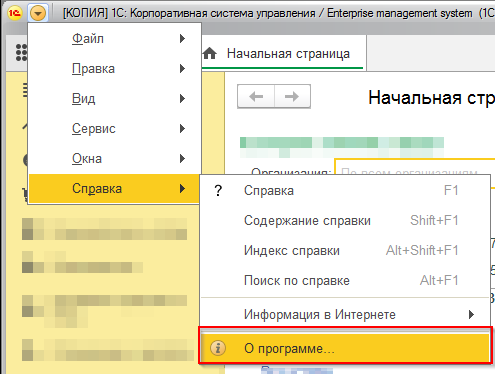 [КОПИЯ] 1С: Корпоративная система управления / Enterprise management system (1С
Файл
Правка
Вид
Сервис
Окна
Справка
Начальная страница
Начальная стр
Организация:
По всем организациям
Справка F1
Содержание справки Shift+F1
Индекс справки Alt+Shift+F1
Поиск по справке Alt+F1
Информация в Интернете
О программе...